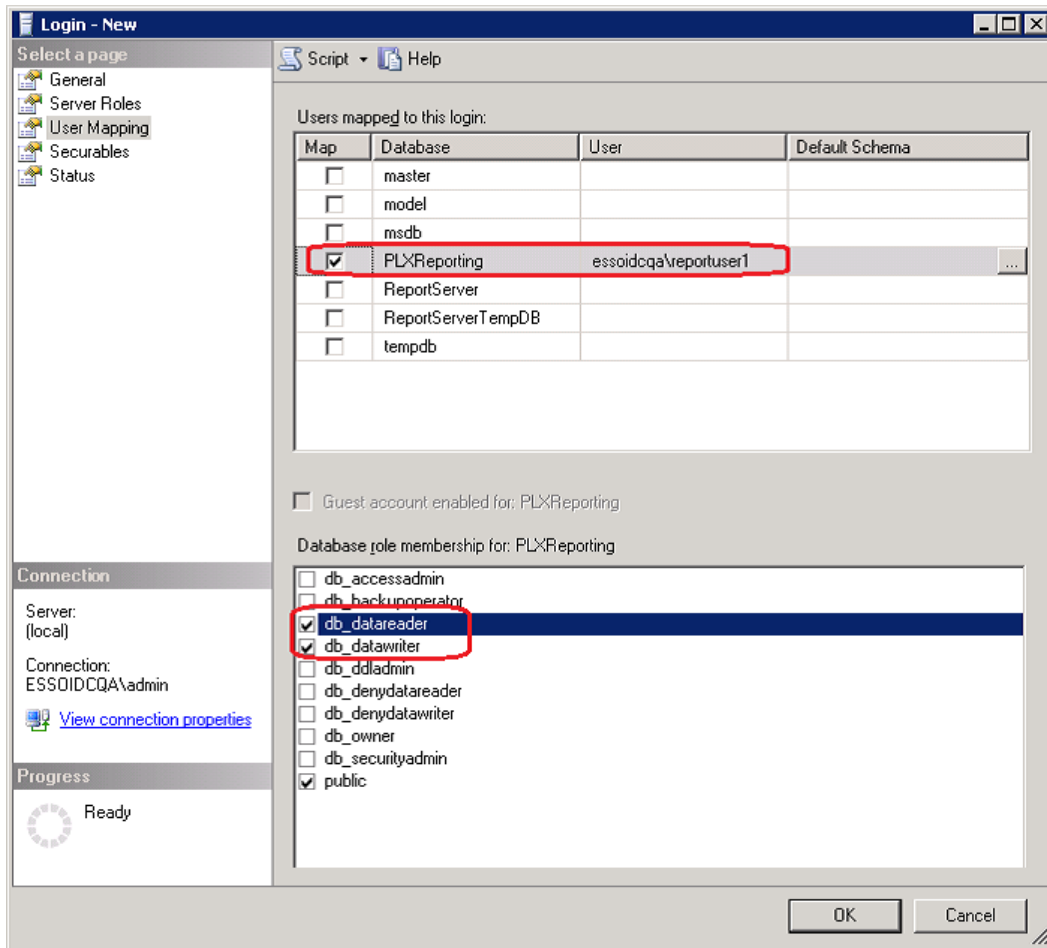 Login - New
Select a page
General
Server Roles
User Mapping
Securables
Status
Script
Help
Users mapped to this login:
Map Database User Default Schema
master
model
msdb
PLXReporting essoidcqa\reportuser1 ...
ReportServer
ReportServerTempDB
tempdb
Guest account enabled for: PLXReporting
Database role membership for: PLXReporting
db_accessadmin
db_backupoperator
db_datareader
db_datawriter
db_ddladmin
db_denydatareader
db_denydatawriter
db_owner
db_securityadmin
public
Connection
Server:
(local)
Connection:
ESSOIDCQA\admin
View connection properties
Progress
Ready
OK Cancel